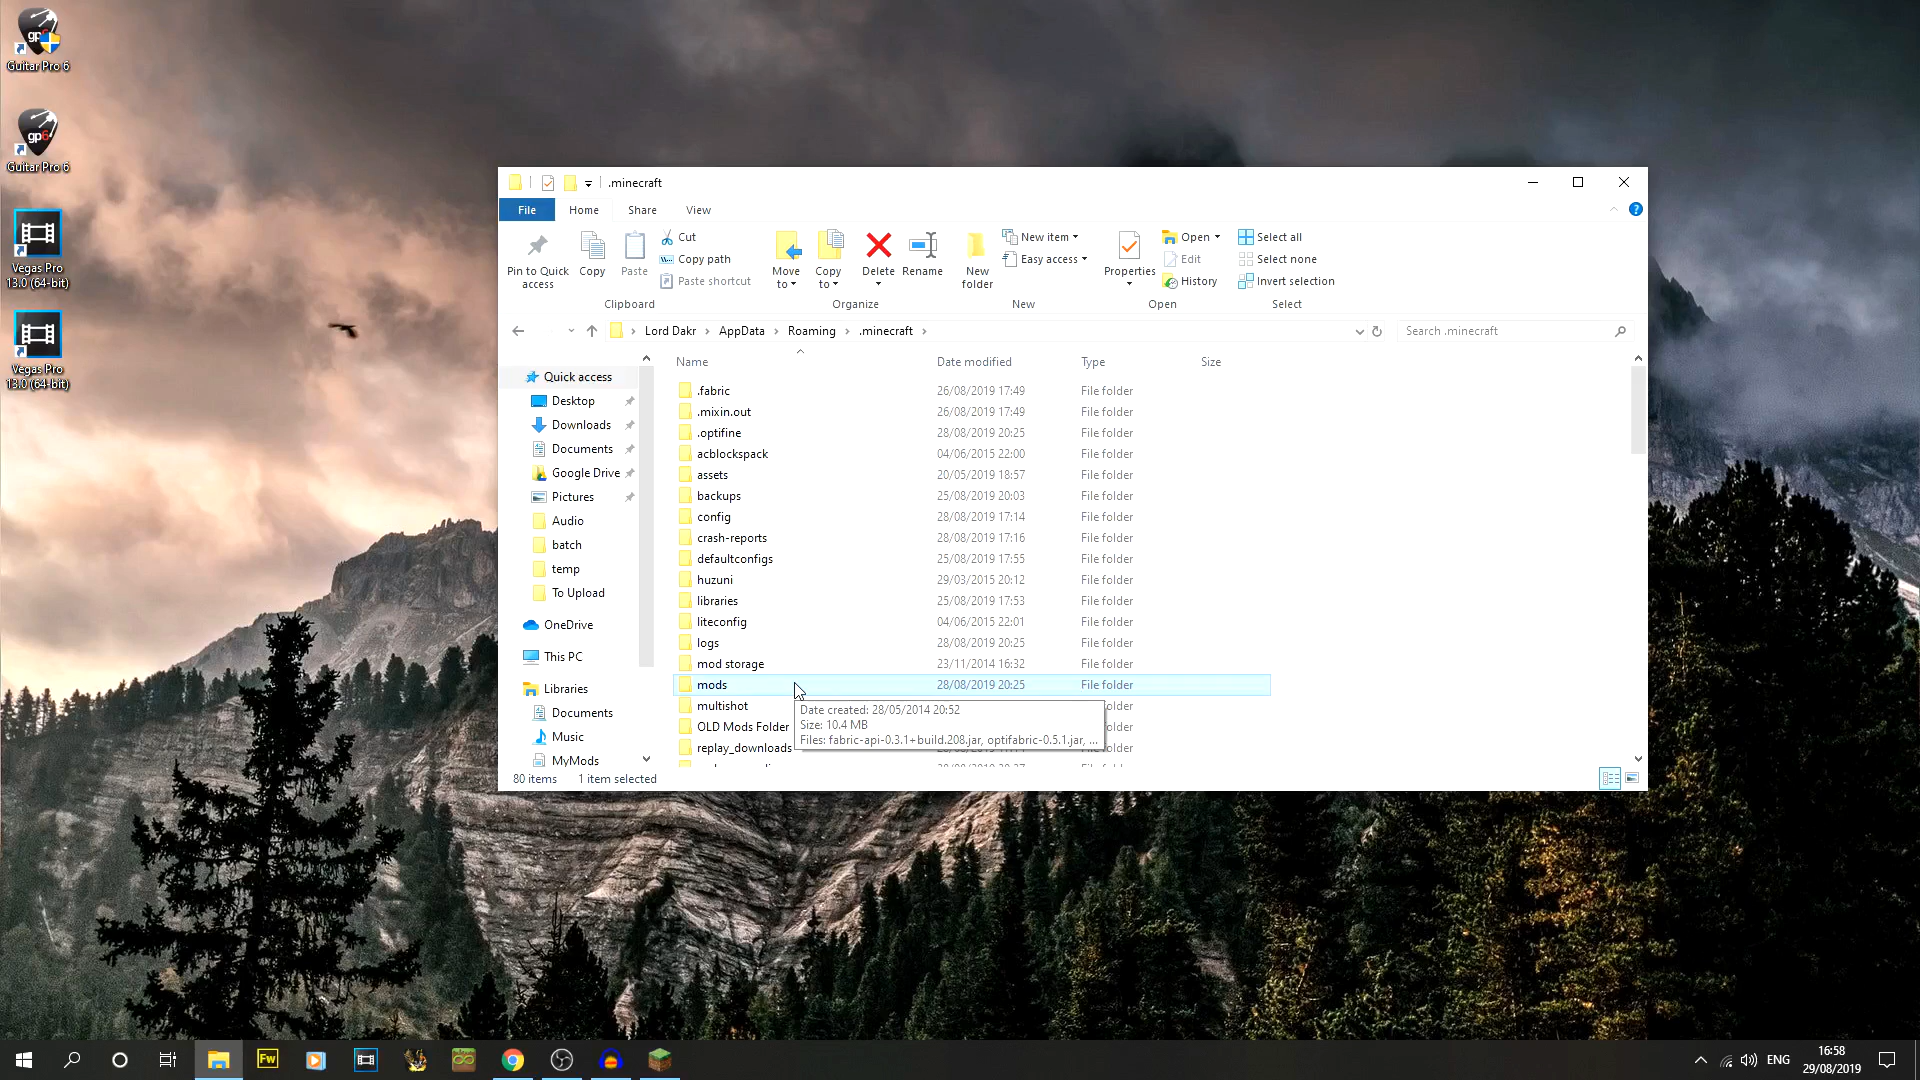 Guitar Pro 6
Guitar Pro 6
Vegas Pro
13.0 (64-bit)
Vegas Pro
13.0 (64-bit)
.minecraft
File Home Share View
Pin to Quick
access
Copy
Paste
Cut
Copy path
Paste shortcut
Clipboard
Move
to
Copy
to
Delete
Rename
Organize
New
folder
New item
Easy access
New
Properties
Open
Edit
History
Open
Select all
Select none
Invert selection
Select
Lord Dakr AppData Roaming .minecraft
Search .minecraft
Quick access
Desktop
Downloads
Documents
Google Drive
Pictures
Audio
batch
temp
To Upload
OneDrive
This PC
Libraries
Documents
Music
MyMods
Name Date modified Type Size
.fabric 26/08/2019 17:49 File folder
.mixin.out 26/08/2019 17:49 File folder
.optifine 28/08/2019 20:25 File folder
acblockspack 04/06/2015 22:00 File folder
assets 20/05/2019 18:57 File folder
backups 25/08/2019 20:03 File folder
config 28/08/2019 17:14 File folder
crash-reports 28/08/2019 17:16 File folder
defaultconfigs 25/08/2019 17:55 File folder
huzuni 29/03/2015 20:12 File folder
libraries 25/08/2019 17:53 File folder
liteconfig 04/06/2015 22:01 File folder
logs 28/08/2019 20:25 File folder
mod storage 23/11/2014 16:32 File folder
mods 28/08/2019 20:25 File folder
multishot
OLD Mods Folder
replay_downloads
Date created: 28/05/2014 20:52
Size: 10.4 MB
Files: fabric-api-0.3.1+build.208.jar, optifabric-0.5.1.jar, ...
80 items 1 item selected
Fw
ENG
16:58
29/08/2019